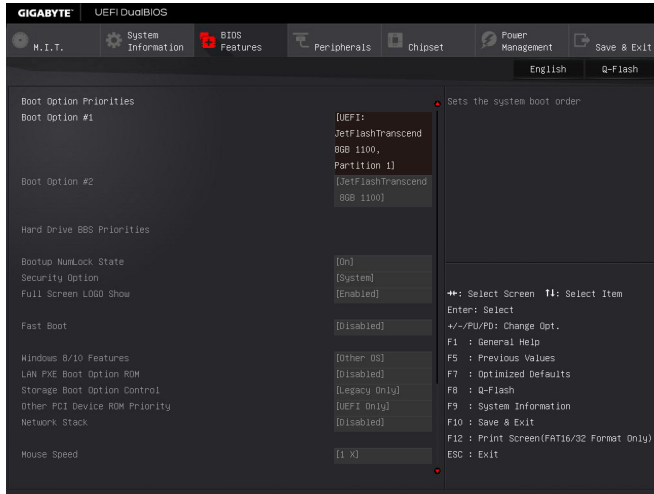 GIGABYTE™ UEFI DualBIOS
M.I.T. System Information BIOS Features Peripherals Chipset Power Management Save & Exit
English Q-Flash
Boot Option Priorities
Boot Option #1 [UEFI: JetFlashTranscend 8GB 1100, Partition 1]
Boot Option #2 [JetFlashTranscend 8GB 1100]
Hard Drive BBS Priorities
Bootup NumLock State [On]
Security Option [System]
Full Screen LOGO Show [Enabled]
Fast Boot [Disabled]
Windows 8/10 Features [Other OS]
LAN PXE Boot Option ROM [Disabled]
Storage Boot Option Control [Legacy Only]
Other PCI Device ROM Priority [UEFI Only]
Network Stack [Disabled]
Mouse Speed [1 X]
Sets the system boot order
→←: Select Screen ↑↓: Select Item
Enter: Select
+/-/PU/PD: Change Opt.
F1 : General Help
F5 : Previous Values
F7 : Optimized Defaults
F8 : Q-Flash
F9 : System Information
F10 : Save & Exit
F12 : Print Screen(FAT16/32 Format Only)
ESC : Exit